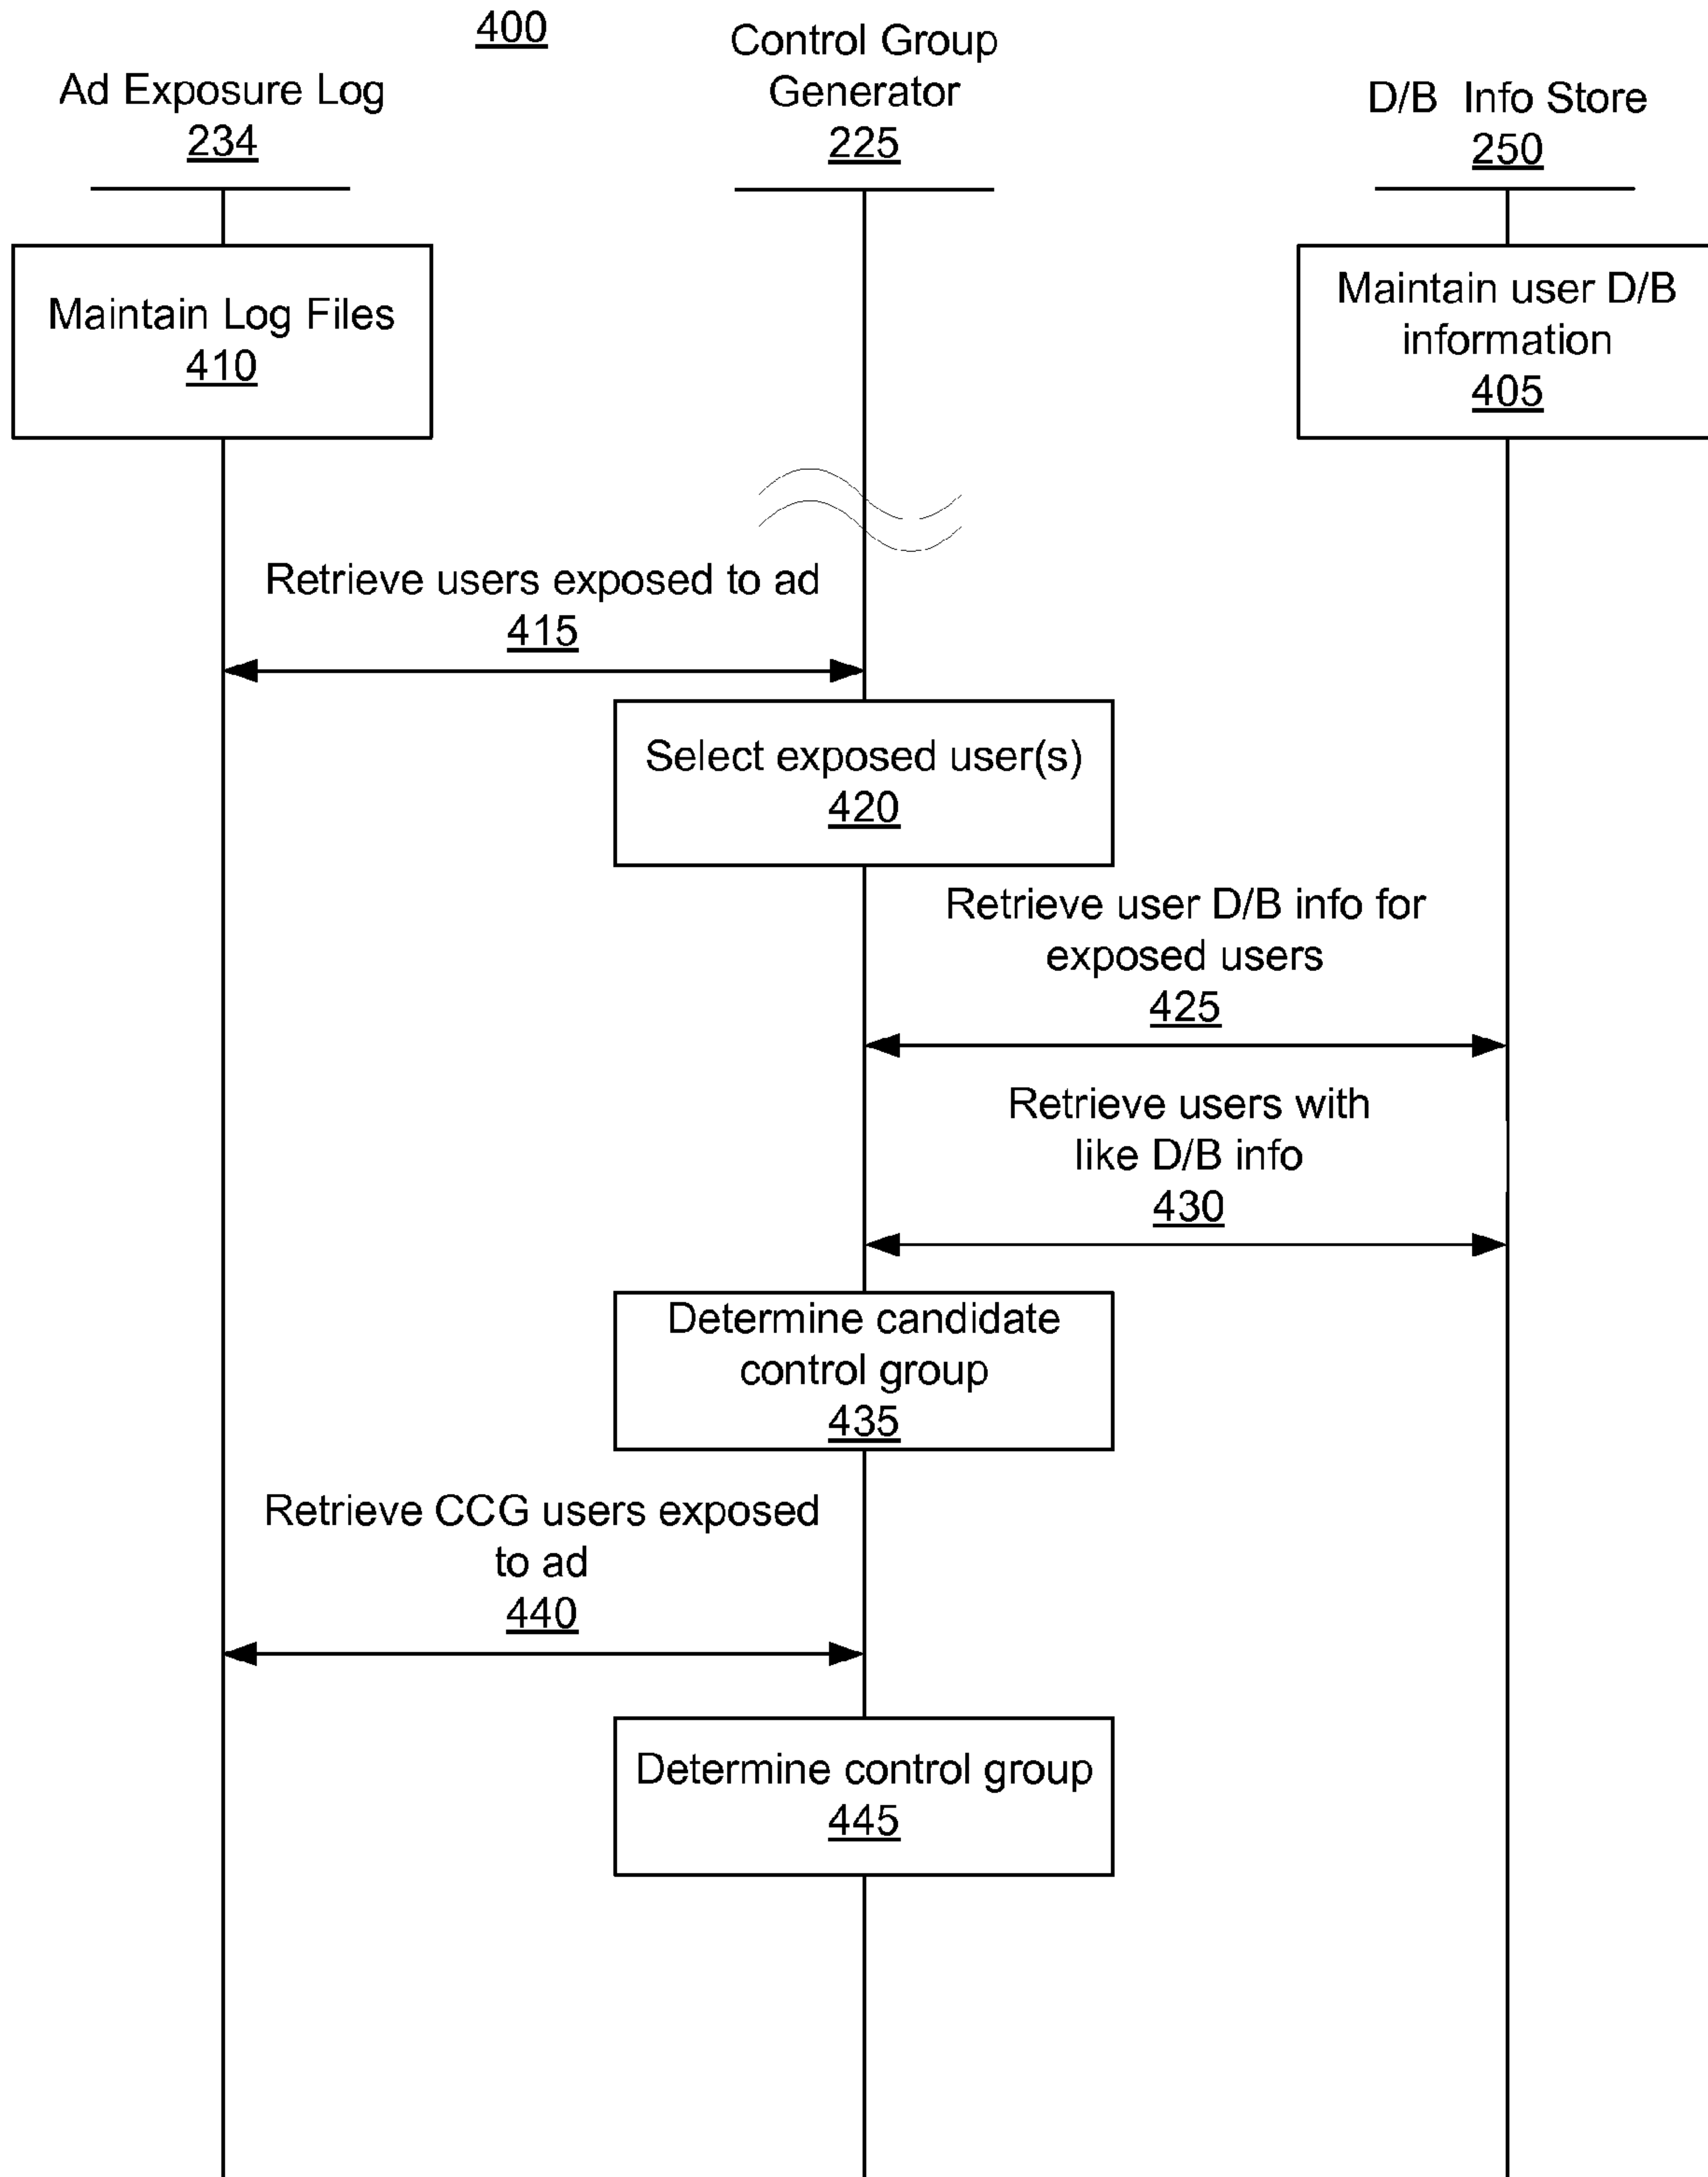 400
Ad Exposure Log
234
Control Group
Generator
225
D/B Info Store
250
Maintain Log Files
410
Maintain user D/B
information
405
Retrieve users exposed to ad
415
Select exposed user(s)
420
Retrieve user D/B info for
exposed users
425
Retrieve users with
like D/B info
430
Determine candidate
control group
435
Retrieve CCG users exposed
to ad
440
Determine control group
445